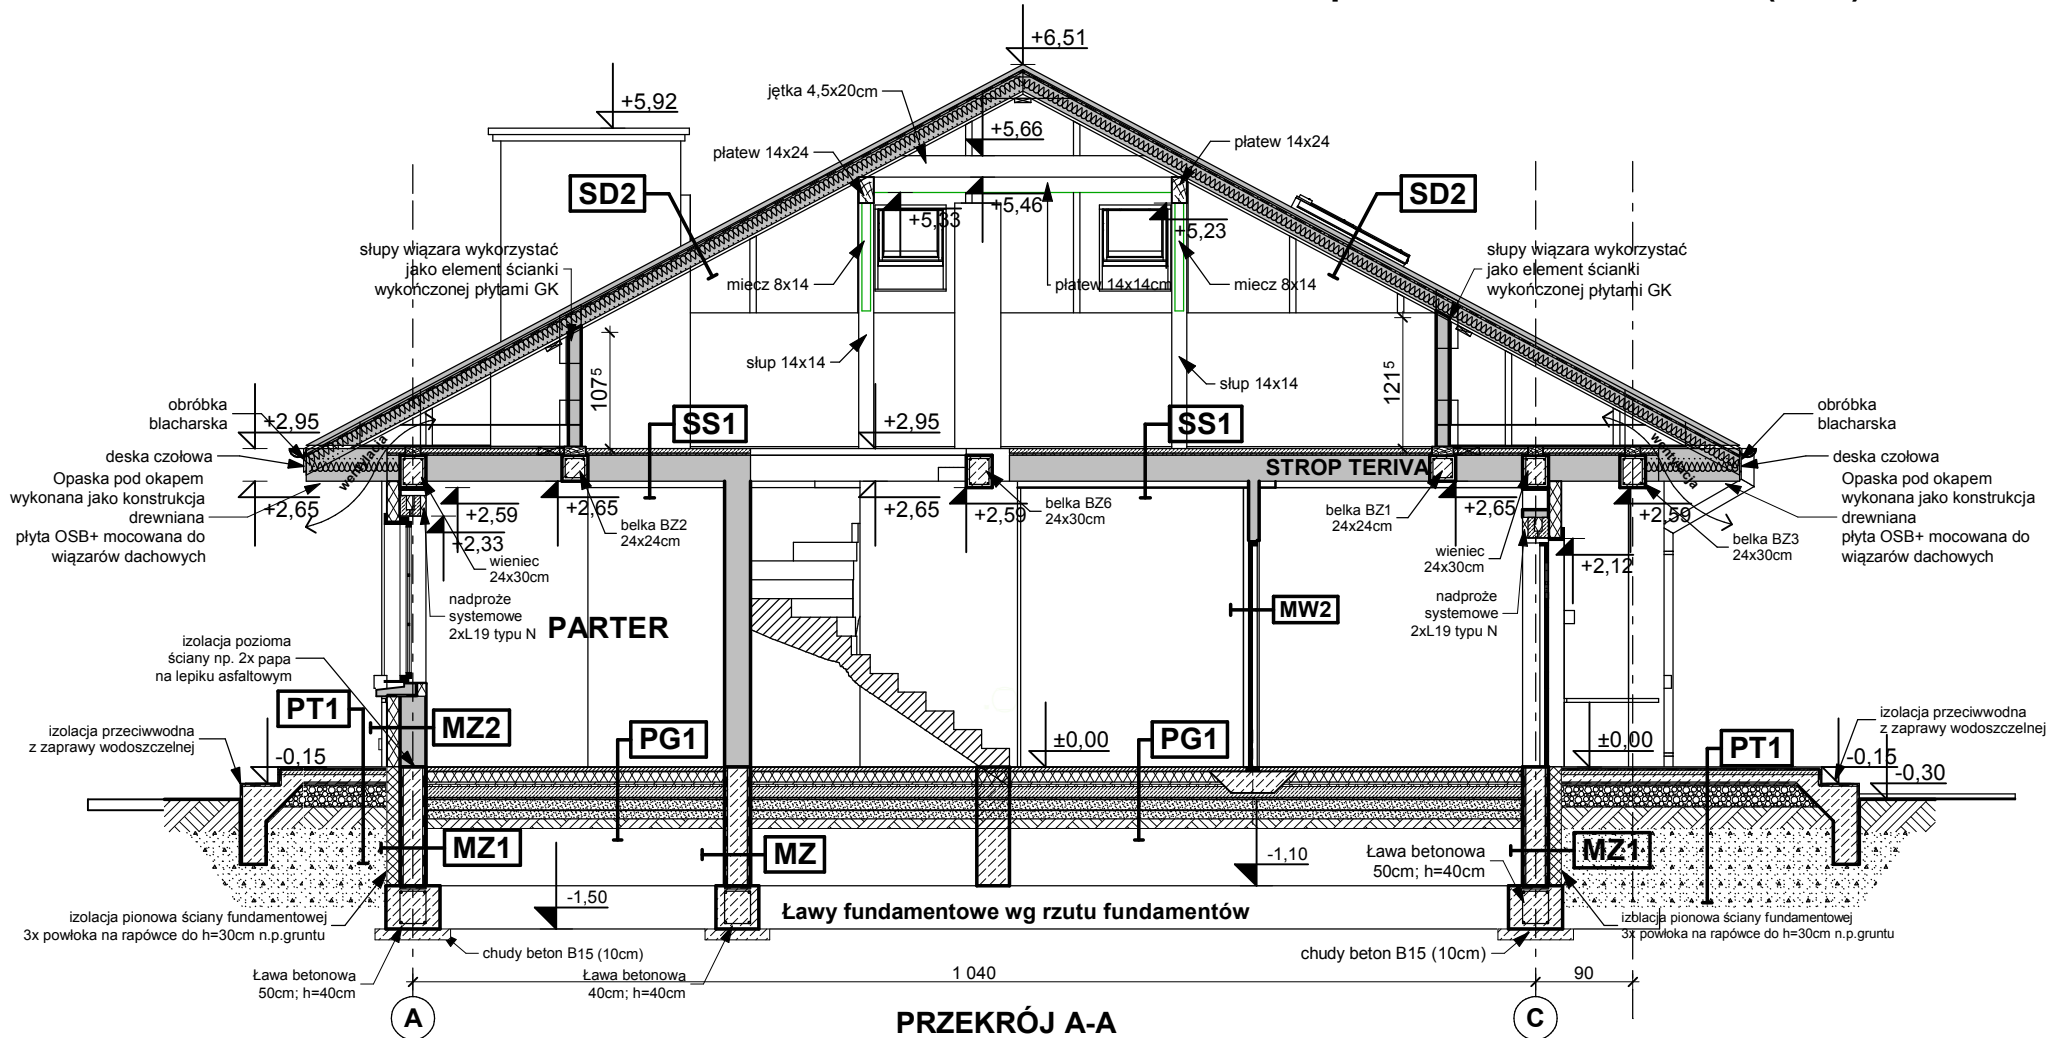 +6,51
+5,92
jętka 4,5x20cm
+5,66
płatew 14x24
płatew 14x24
SD2
SD2
+5,33
+5,46
+5,23
słupy wiązara wykorzystać
jako element ścianki
wykończonej płytami GK
słupy wiązara wykorzystać
jako element ścianki
wykończonej płytami GK
miecz 8x14
płatew 14x14cm
miecz 8x14
słup 14x14
słup 14x14
107⁵
121⁵
obróbka
blacharska
+2,95
SS1
+2,95
SS1
obróbka
blacharska
wentylacja
wentylacja
deska czołowa
Opaska pod okapem
wykonana jako konstrukcja
drewniana
płyta OSB+ mocowana do
wiązarów dachowych
deska czołowa
Opaska pod okapem
wykonana jako konstrukcja
drewniana
płyta OSB+ mocowana do
wiązarów dachowych
STROP TERIVA
+2,65
+2,59
+2,65
+2,65
+2,59
+2,65
+2,59
+2,33
+2,12
belka BZ2
24x24cm
belka BZ6
24x30cm
belka BZ1
24x24cm
belka BZ3
24x30cm
wieniec
24x30cm
wieniec
24x30cm
nadproże
systemowe
2xL19 typu N
nadproże
systemowe
2xL19 typu N
PARTER
MW2
izolacja pozioma
ściany np. 2x papa
na lepiku asfaltowym
PT1
MZ2
PG1
±0,00
PG1
±0,00
PT1
izolacja przeciwwodna
z zaprawy wodoszczelnej
izolacja przeciwwodna
z zaprawy wodoszczelnej
-0,15
-0,15
-0,30
MZ1
MZ
-1,10
Ława betonowa
50cm; h=40cm
MZ1
-1,50
Ławy fundamentowe wg rzutu fundamentów
izolacja pionowa ściany fundamentowej
3x powłoka na rapówce do h=30cm n.p.gruntu
izolacja pionowa ściany fundamentowej
3x powłoka na rapówce do h=30cm n.p.gruntu
chudy beton B15 (10cm)
chudy beton B15 (10cm)
Ława betonowa
50cm; h=40cm
Ława betonowa
40cm; h=40cm
1 040
90
A
C
PRZEKRÓJ A-A